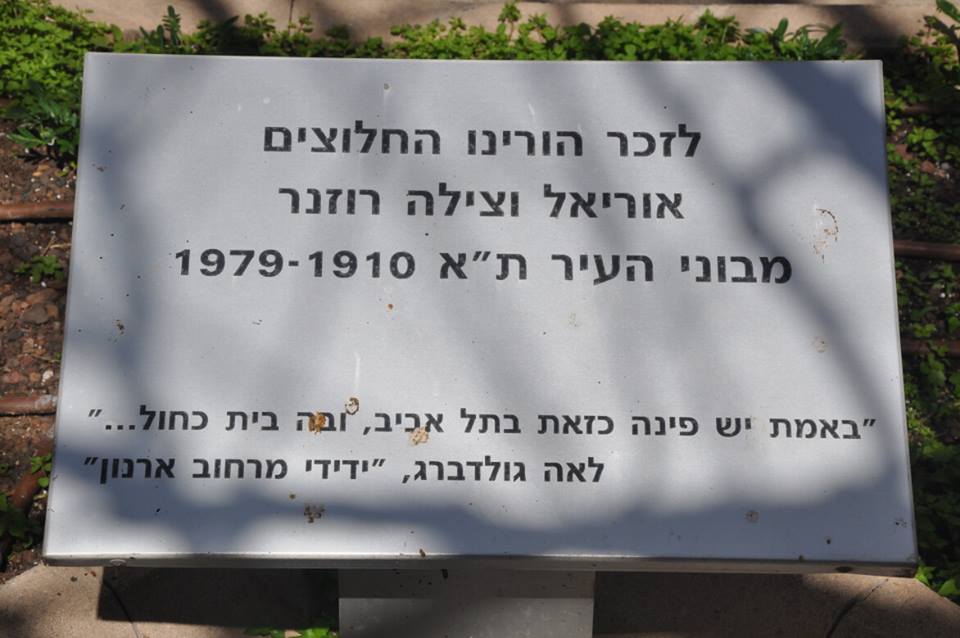 לזכר הורינו החלוצים
אוריאל וצילה רוזנר
מבוני העיר ת״א 1979-1910
״באמת יש פינה כזאת בתל אביב, ובה בית כחול...״
לאה גולדברג, ״ידידי מרחוב ארנון״